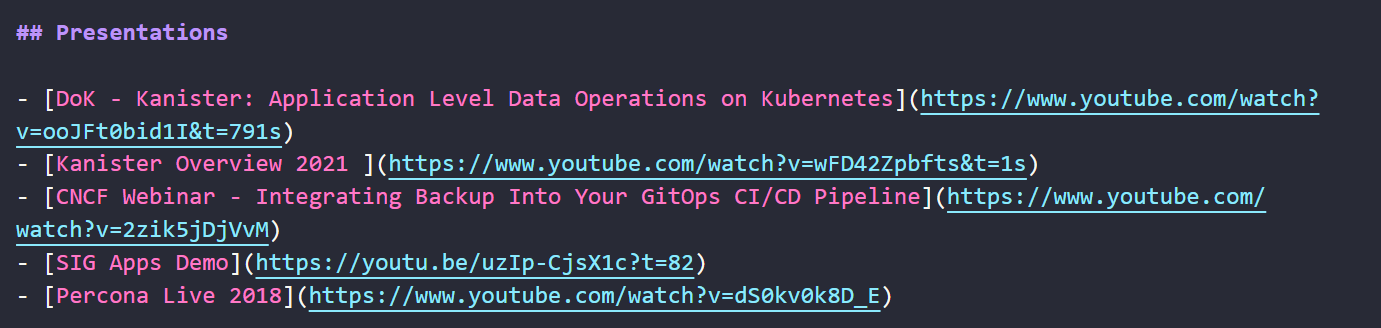 ## Presentations
- [DoK - Kanister: Application Level Data Operations on Kubernetes](https://www.youtube.com/watch?
v=ooJFt0bid1I&t=791s)
- [Kanister Overview 2021 ](https://www.youtube.com/watch?v=wFD42Zpbfts&t=1s)
- [CNCF Webinar - Integrating Backup Into Your GitOps CI/CD Pipeline](https://www.youtube.com/
watch?v=2zik5jDjVvM)
- [SIG Apps Demo](https://youtu.be/uzIp-CjsX1c?t=82)
- [Percona Live 2018](https://www.youtube.com/watch?v=dS0kv0k8D_E)